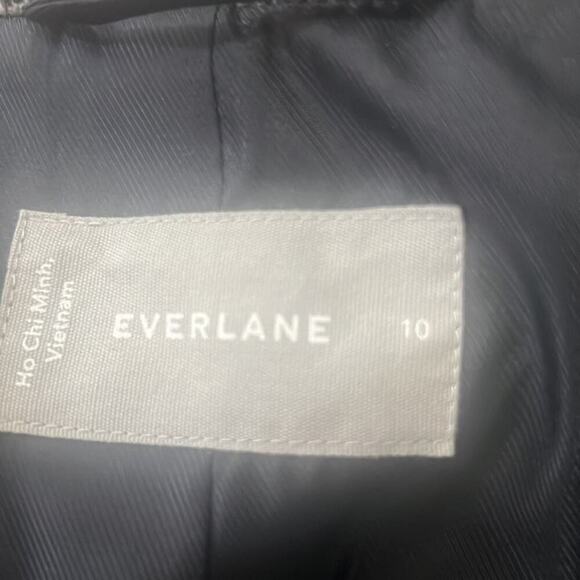 Ho Chi Minh,
Vietnam
EVERLANE
10